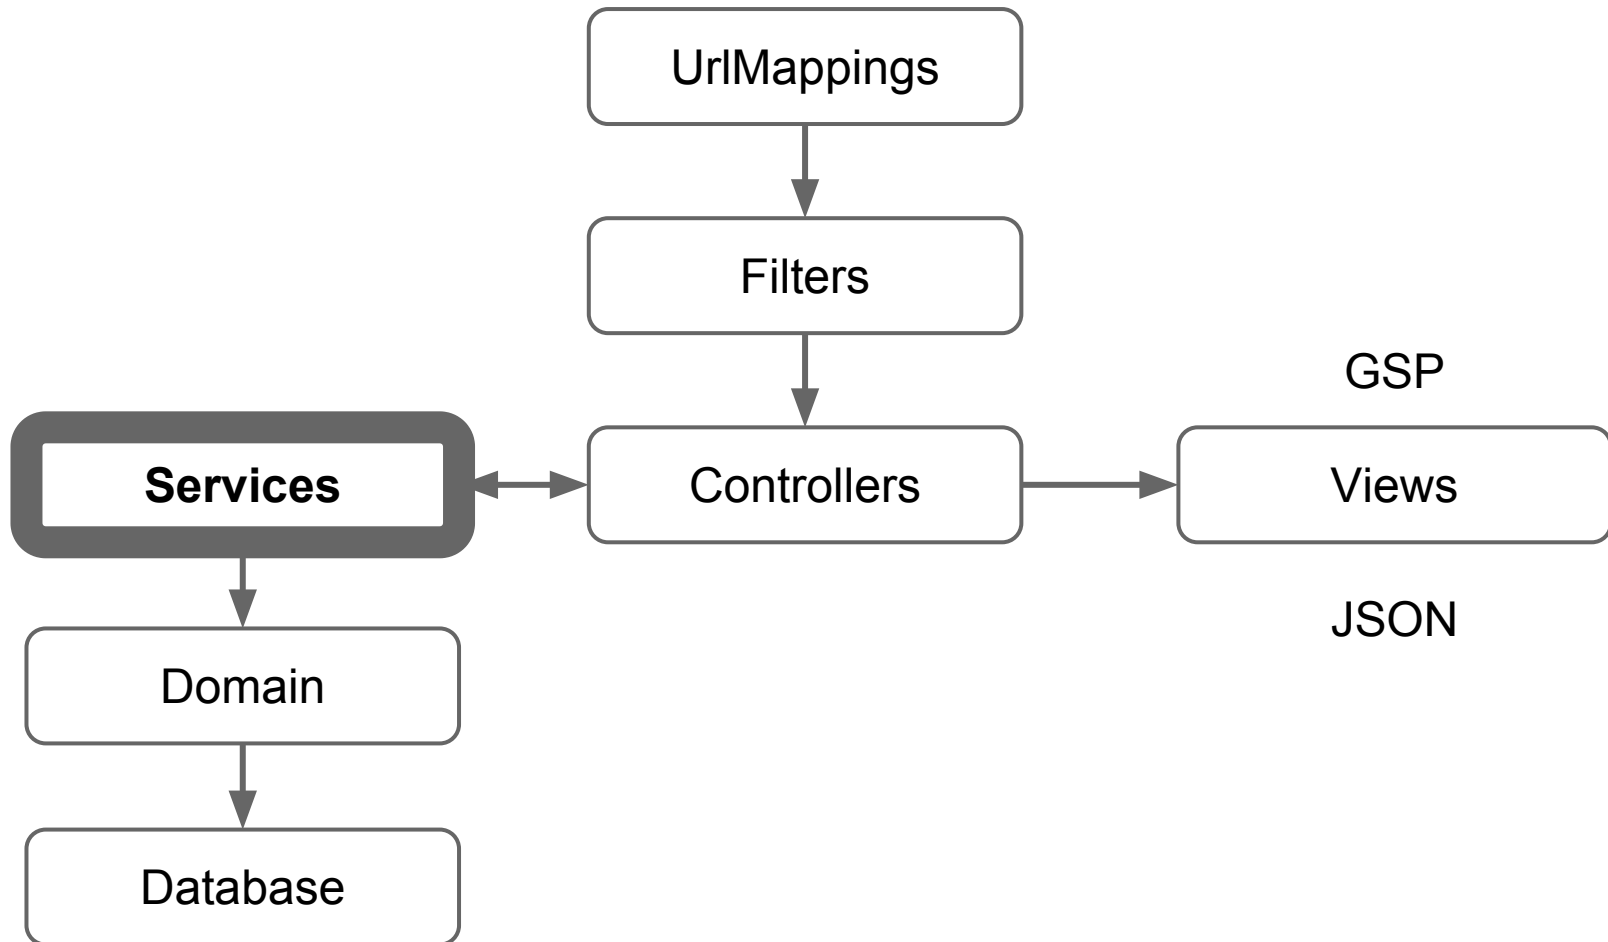 UrlMappings
Filters
GSP
Services
Controllers
Views
JSON
Domain
Database